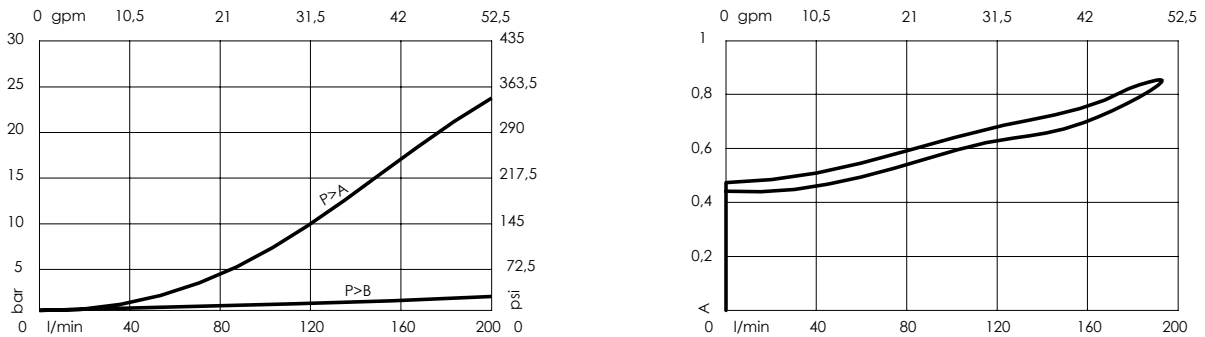 0 gpm 10,5 21 31,5 42 52,5
30 435
25 363,5
20 290
15 217,5
P>A
10 145
5 72,5
P>B
bar psi
0 l/min 40 80 120 160 200 0
0 gpm 10,5 21 31,5 42 52,5
1
0,8
0,6
0,4
0,2
A
0 l/min 40 80 120 160 200